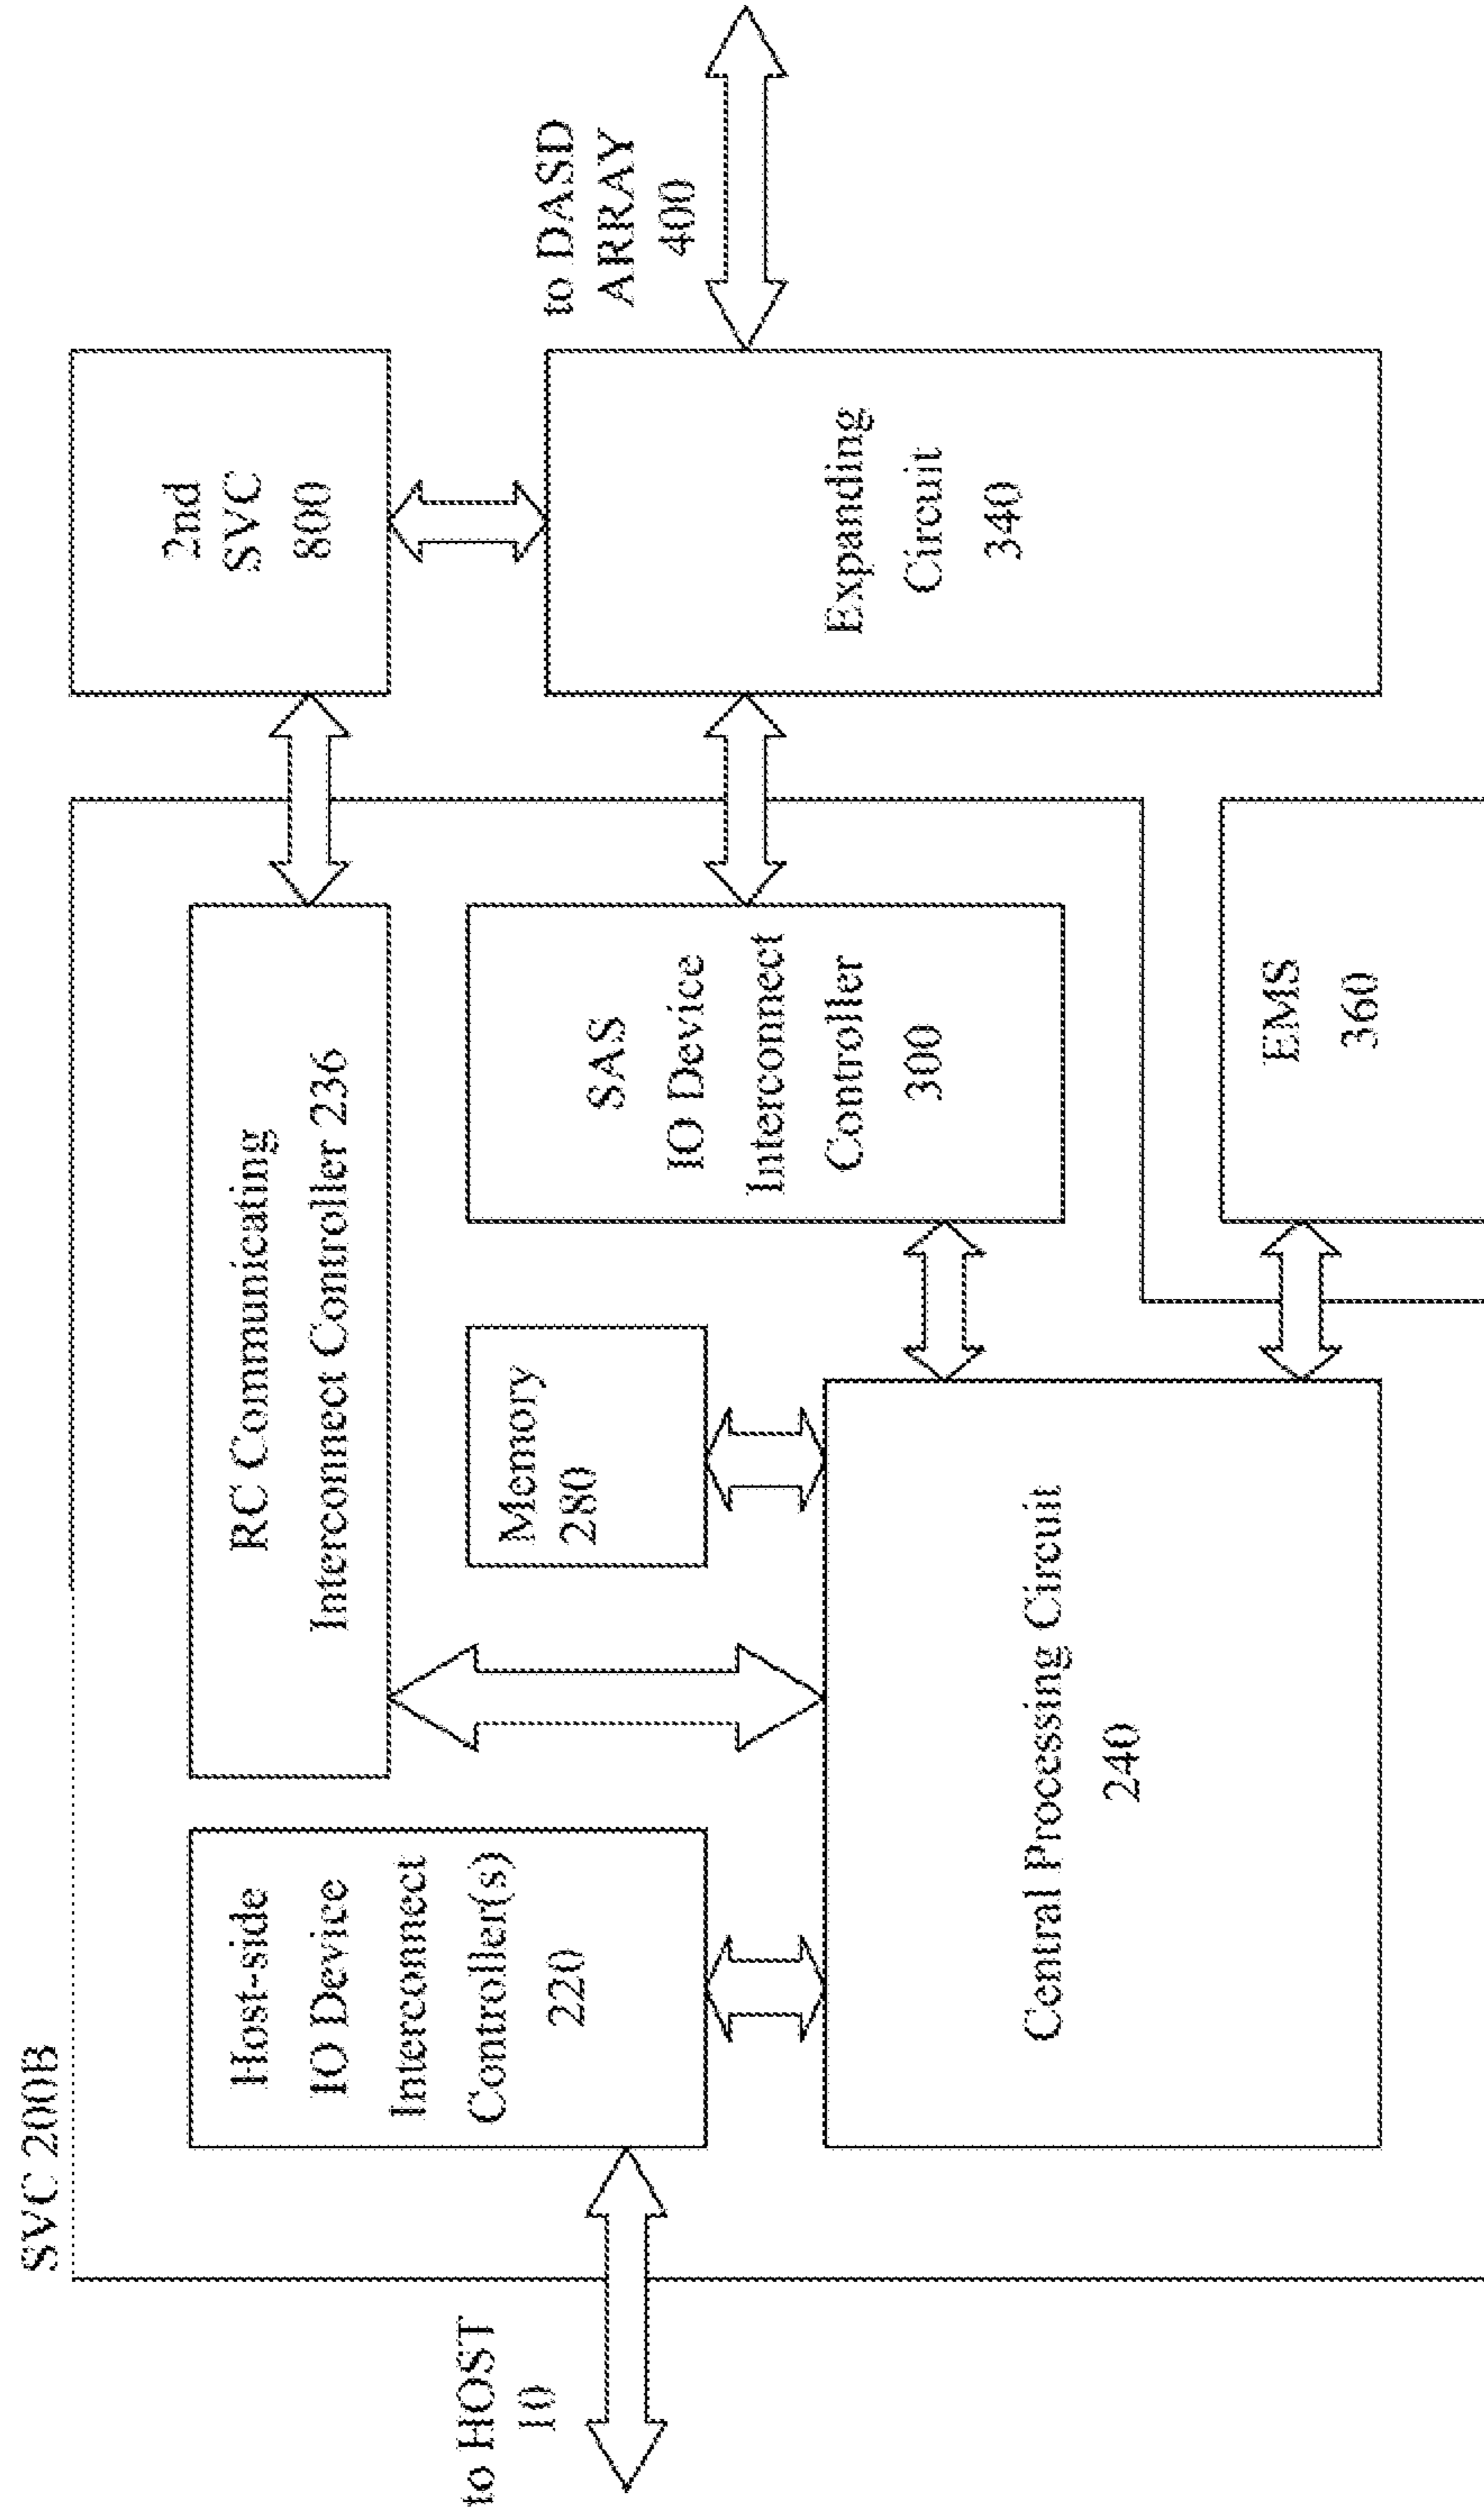 SVC 200B
to HOST
10
Host-side
IO Device
Interconnect
Controller(s)
220
RC Communicating
Interconnect Controller 236
Memory
280
Central Processing Circuit
240
SAS
IO Device
Interconnect
Controller
300
EMS
360
2nd
SVC
800
Expanding
Circuit
340
to DASD
ARRAY
400